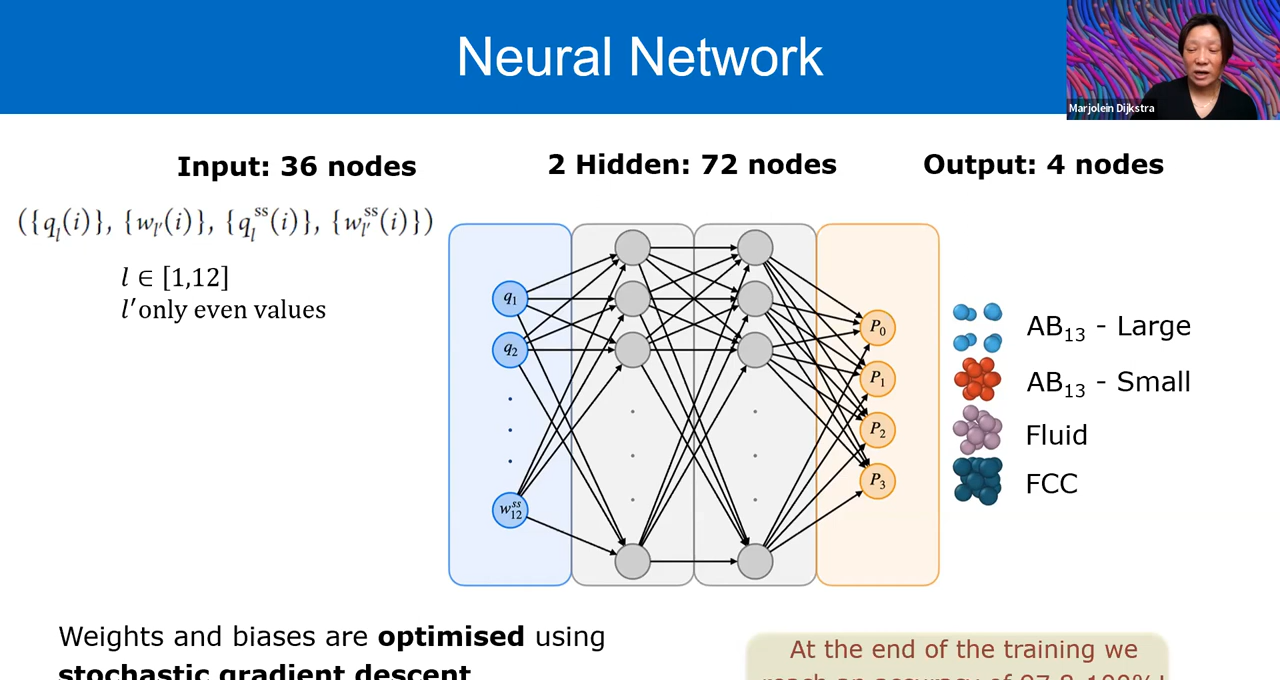 Neural Network
Marjolein Dijkstra
Input: 36 nodes
2 Hidden: 72 nodes
Output: 4 nodes
({q_l(i)}, {w_l′(i)}, {q_l^ss(i)}, {w_l′^ss(i)})
l ∈ [1,12]
l′ only even values
q₁
q₂
w₁₂^ss
P₀
P₁
P₂
P₃
AB₁₃ - Large
AB₁₃ - Small
Fluid
FCC
Weights and biases are optimised using
stochastic gradient descent
At the end of the training we
reach an accuracy of